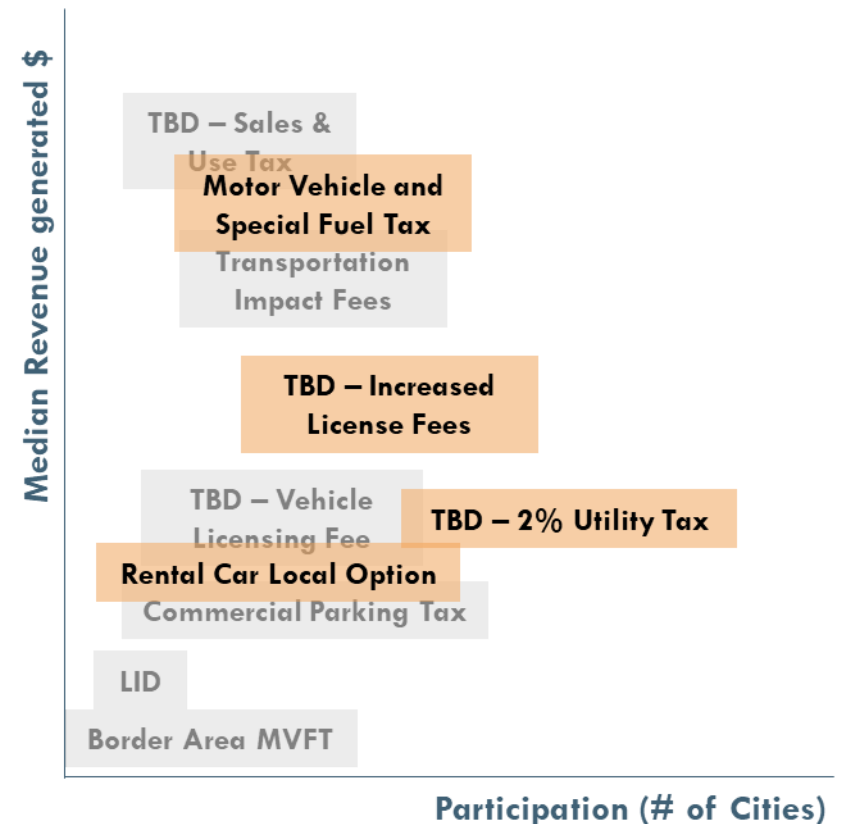 Median Revenue generated $
TBD – Sales &
Use Tax
Motor Vehicle and
Special Fuel Tax
Transportation
Impact Fees
TBD – Increased
License Fees
TBD – Vehicle
Licensing Fee
TBD – 2% Utility Tax
Rental Car Local Option
Commercial Parking Tax
LID
Border Area MVFT
Participation (# of Cities)